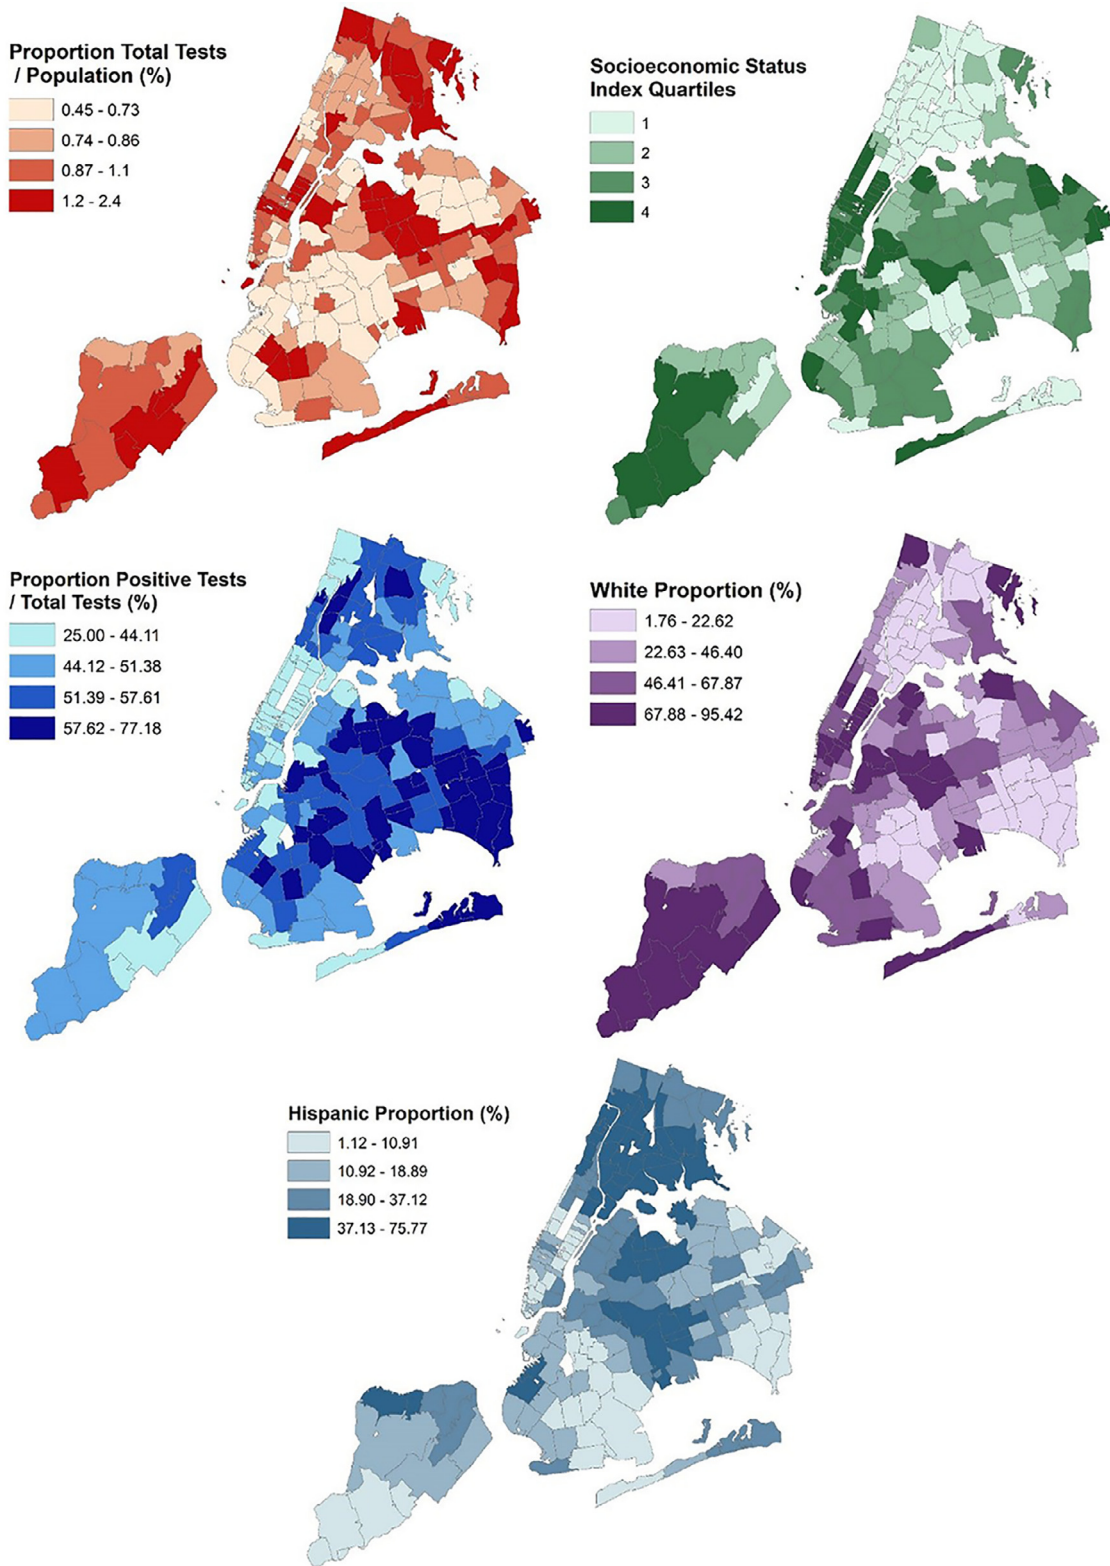 Proportion Total Tests
/ Population (%)
0.45 - 0.73
0.74 - 0.86
0.87 - 1.1
1.2 - 2.4
Socioeconomic Status
Index Quartiles
1
2
3
4
Proportion Positive Tests
/ Total Tests (%)
25.00 - 44.11
44.12 - 51.38
51.39 - 57.61
57.62 - 77.18
White Proportion (%)
1.76 - 22.62
22.63 - 46.40
46.41 - 67.87
67.88 - 95.42
Hispanic Proportion (%)
1.12 - 10.91
10.92 - 18.89
18.90 - 37.12
37.13 - 75.77